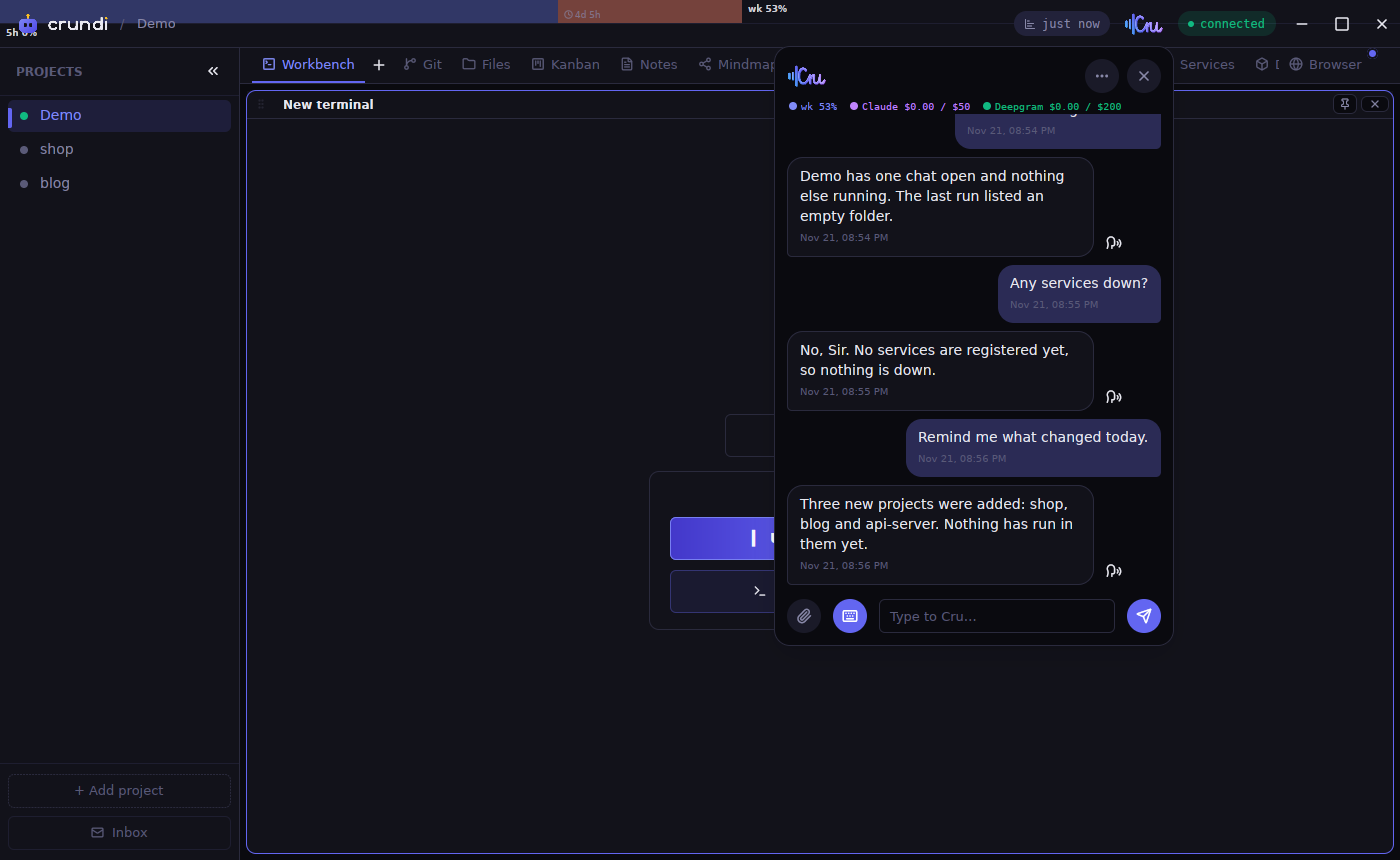 5h 0%
4d 5h
wk 53%
crundi / Demo
just now
Cru
connected
PROJECTS
Demo
shop
blog
+ Add project
Inbox
Workbench
Git
Files
Kanban
Notes
Mindmap
Services
Browser
New terminal
Cru
wk 53%
Claude $0.00 / $50
Deepgram $0.00 / $200
Nov 21, 08:54 PM
Demo has one chat open and nothing
else running. The last run listed an
empty folder.
Nov 21, 08:54 PM
Any services down?
Nov 21, 08:55 PM
No, Sir. No services are registered yet,
so nothing is down.
Nov 21, 08:55 PM
Remind me what changed today.
Nov 21, 08:56 PM
Three new projects were added: shop,
blog and api-server. Nothing has run in
them yet.
Nov 21, 08:56 PM
Type to Cru...